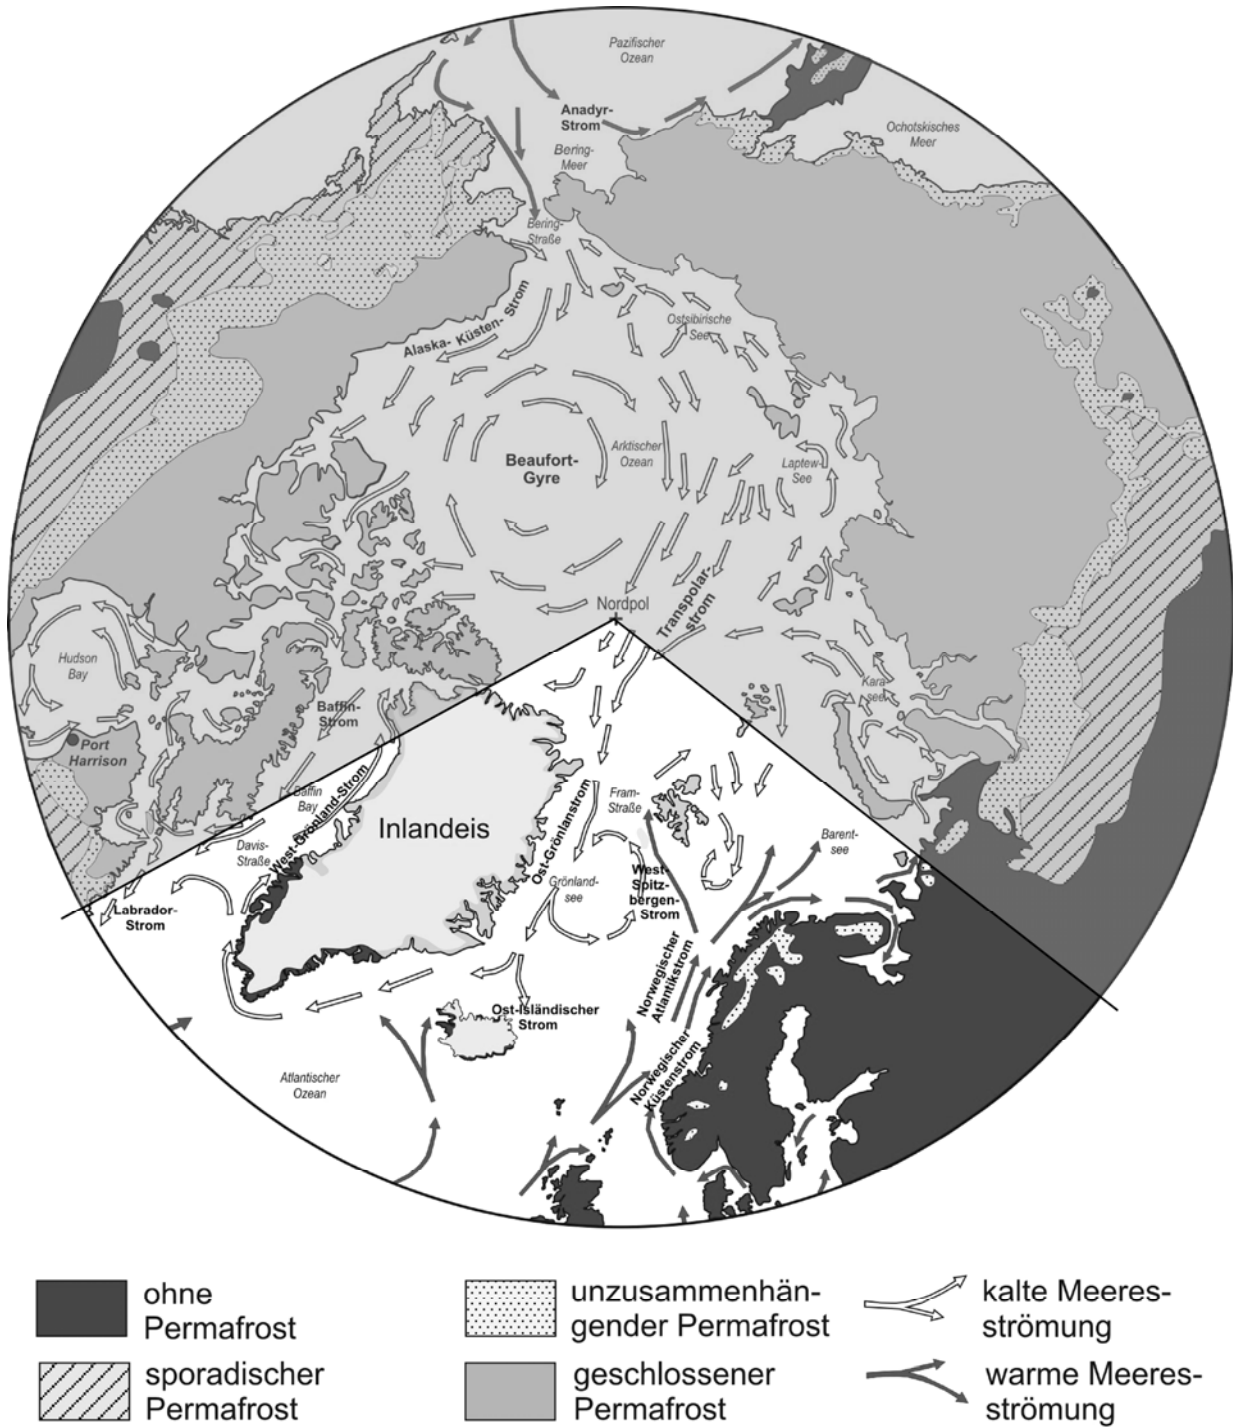 Pazifischer
Ozean
Anadyr-
Strom
Ochotskisches
Meer
Bering-
Meer
Bering-
Straße
Ostsibirische
See
Alaska- Küsten- Strom
Beaufort-
Gyre
Arktischer
Ozean
Laptew-
See
Transpolar-
strom
Nordpol
Hudson
Bay
Kara-
see
Baffin-
Strom
Port
Harrison
Baffin
Bay
West-Grönland-Strom
Davis-
Straße
Inlandeis
Ost-Grönlanstrom
Fram-
Straße
Barent-
see
Grönland-
see
West-
Spitz-
bergen-
Strom
Labrador-
Strom
Norwegischer
Atlantikstrom
Ost-Isländischer
Strom
Norwegischer
Küstenstrom
Atlantischer
Ozean
ohne
Permafrost
unzusammenhän-
gender Permafrost
kalte Meeres-
strömung
sporadischer
Permafrost
geschlossener
Permafrost
warme Meeres-
strömung